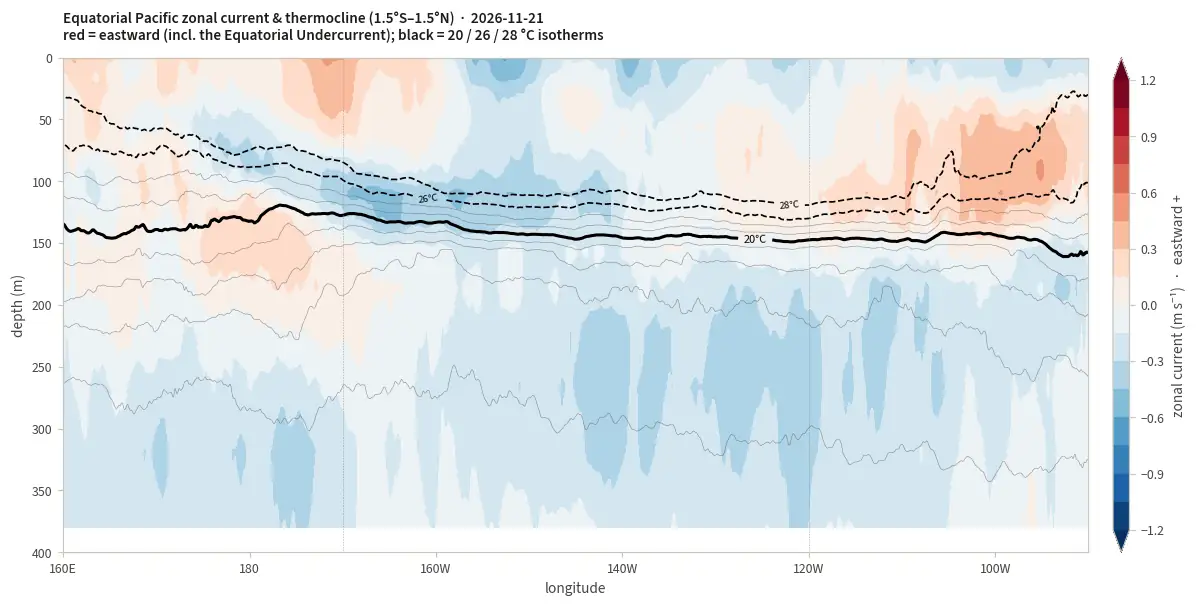 Equatorial Pacific zonal current & thermocline (1.5°S–1.5°N) · 2026-11-21
red = eastward (incl. the Equatorial Undercurrent); black = 20 / 26 / 28 °C isotherms
0
50
100
150
200
250
300
350
400
depth (m)
26°C
28°C
20°C
160E
180
160W
140W
120W
100W
longitude
1.2
0.9
0.6
0.3
0.0
−0.3
−0.6
−0.9
−1.2
zonal current (m s⁻¹) · eastward +